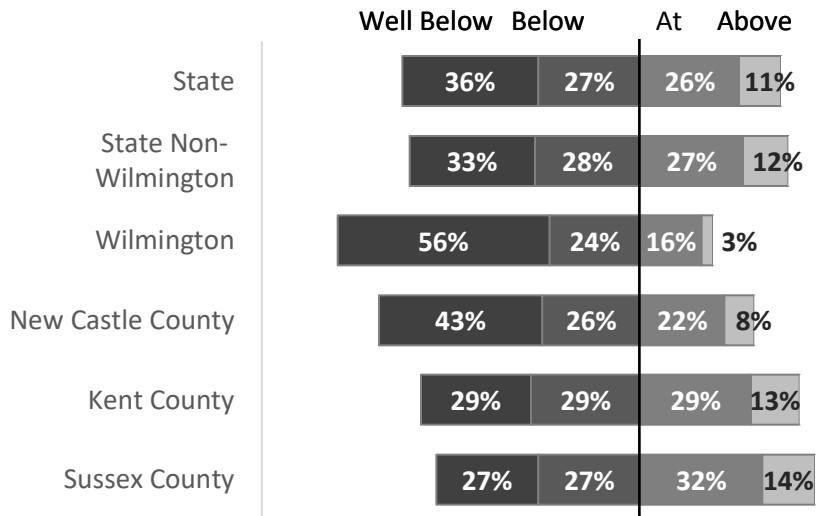 Well Below Below At Above
State 36% 27% 26% 11%
State Non-
Wilmington 33% 28% 27% 12%
Wilmington 56% 24% 16% 3%
New Castle County 43% 26% 22% 8%
Kent County 29% 29% 29% 13%
Sussex County 27% 27% 32% 14%